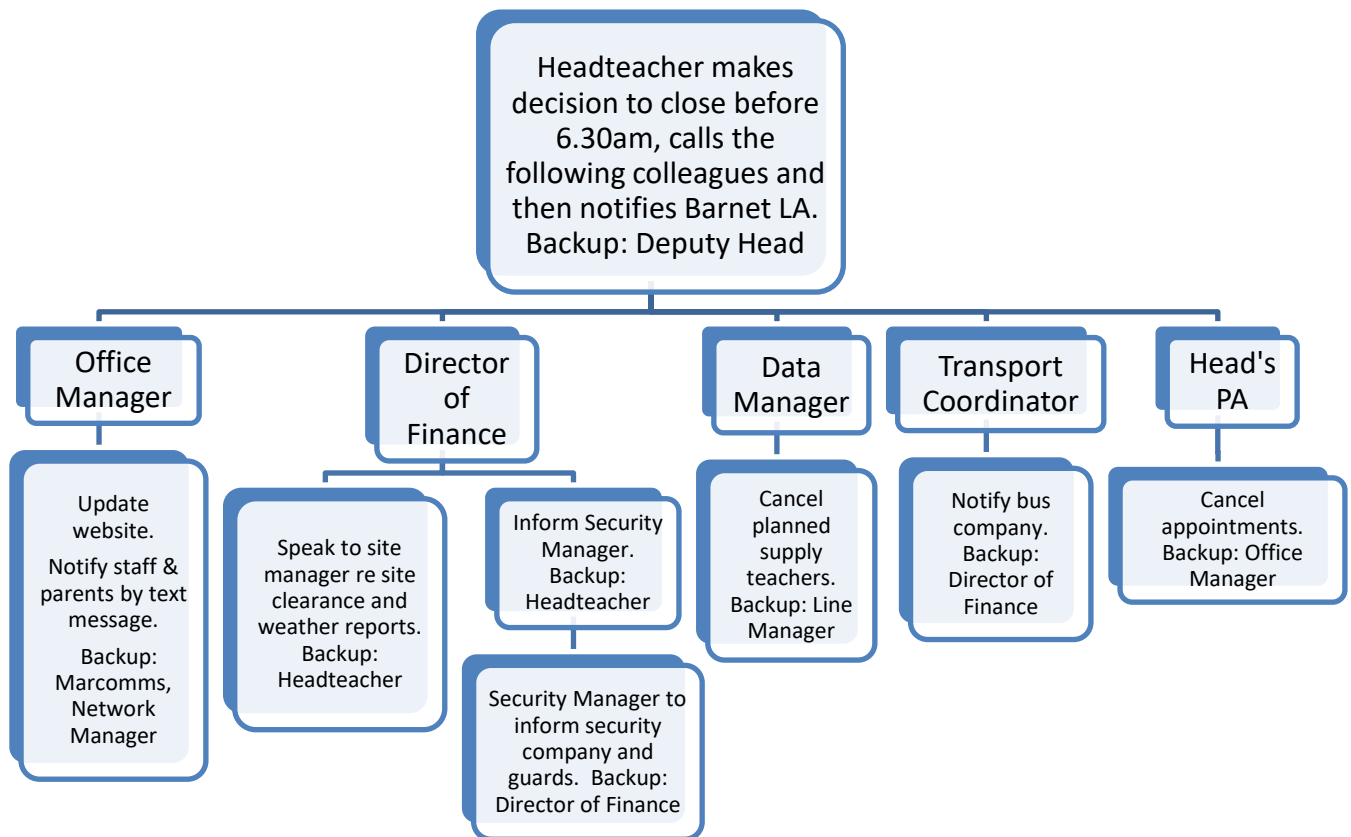 Headteacher makes
decision to close before
6.30am, calls the
following colleagues and
then notifies Barnet LA.
Backup: Deputy Head
Office
Manager
Director
of
Finance
Data
Manager
Transport
Coordinator
Head's
PA
Update
website.
Notify staff &
parents by text
message.
Backup:
Marcomms,
Network
Manager
Speak to site
manager re site
clearance and
weather reports.
Backup:
Headteacher
Inform Security
Manager.
Backup:
Headteacher
Security Manager to
inform security
company and
guards.  Backup:
Director of Finance
Cancel
planned
supply
teachers.
Backup: Line
Manager
Notify bus
company.
Backup:
Director of
Finance
Cancel
appointments.
Backup: Office
Manager